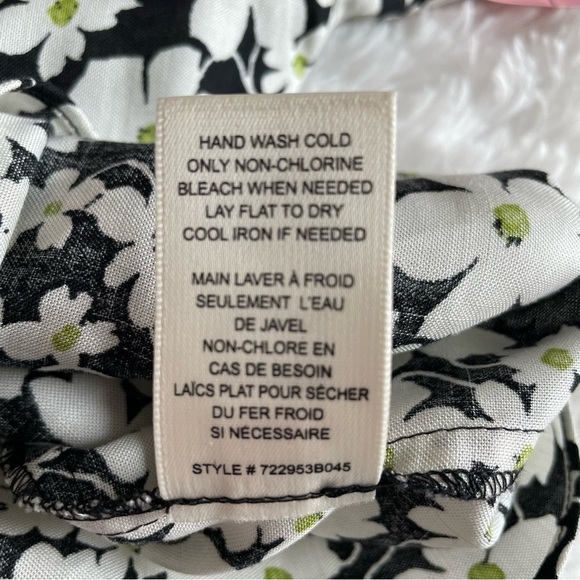 HAND WASH COLD
ONLY NON-CHLORINE
BLEACH WHEN NEEDED
LAY FLAT TO DRY
COOL IRON IF NEEDED
MAIN LAVER À FROID
SEULEMENT L'EAU
DE JAVEL
NON-CHLORE EN
CAS DE BESOIN
LAÏCS PLAT POUR SÉCHER
DU FER FROID
SI NÉCESSAIRE
STYLE # 722953B045